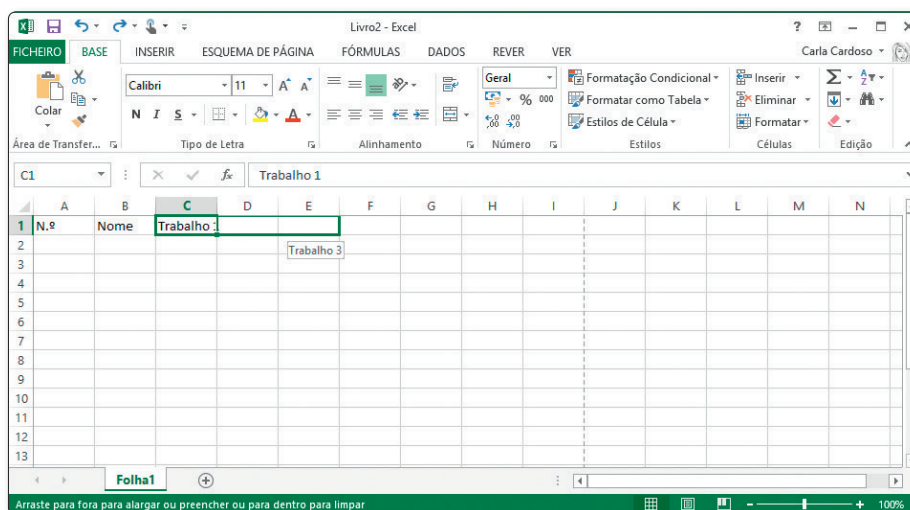 Livro2 - Excel
?
FICHEIRO BASE INSERIR ESQUEMA DE PÁGINA FÓRMULAS DADOS REVER VER Carla Cardoso
Colar
Calibri 11
N I S
A A
A
Geral
% 000
Formatação Condicional
Formatar como Tabela
Estilos de Célula
Inserir
Eliminar
Formatar
Área de Transfer... Tipo de Letra Alinhamento Número Estilos Células Edição
C1 fx Trabalho 1
A B C D E F G H I J K L M N
1 N.º Nome Trabalho 1
2 Trabalho 3
3
4
5
6
7
8
9
10
11
12
13
Folha1
Arraste para fora para alargar ou preencher ou para dentro para limpar 100%